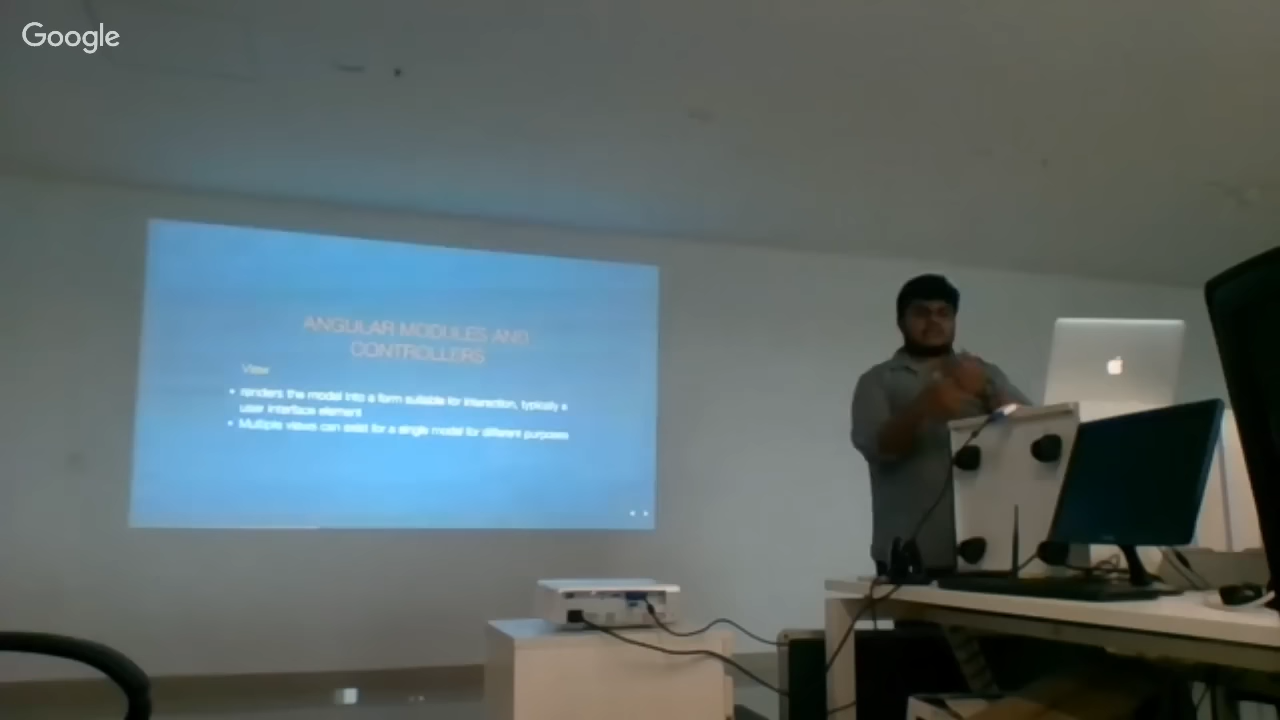 Google
ANGULAR MODULES AND
CONTROLLERS
View
renders the model into a form suitable for interaction, typically a
user interface element
Multiple views can exist for a single model for different purposes